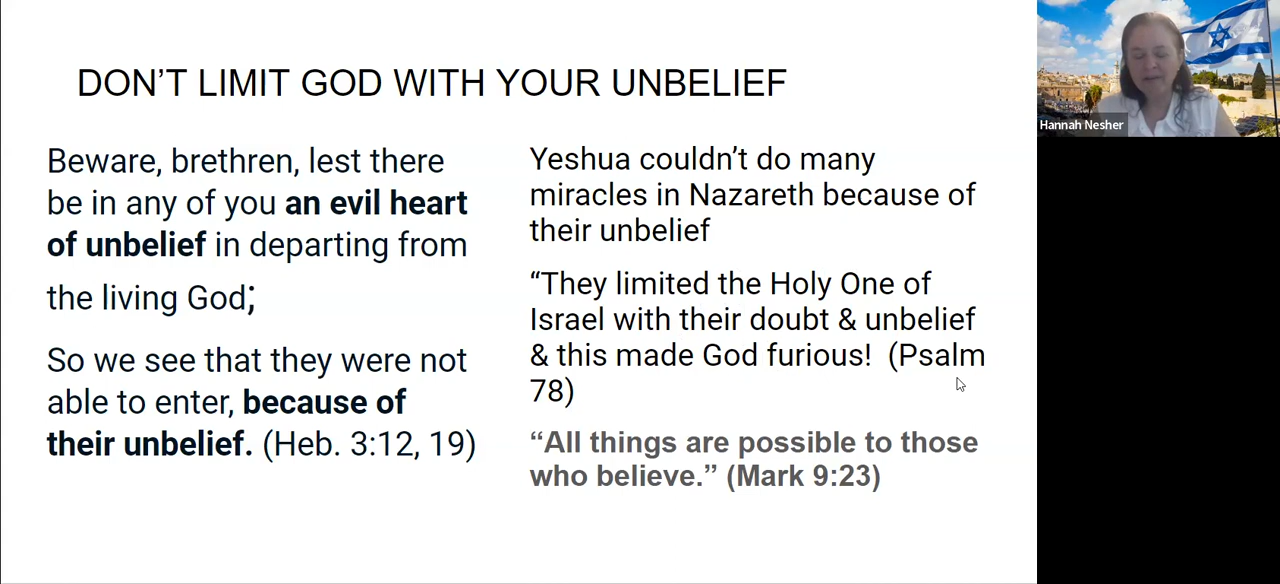 DON’T LIMIT GOD WITH YOUR UNBELIEF
Beware, brethren, lest there
be in any of you an evil heart
of unbelief in departing from
the living God;
So we see that they were not
able to enter, because of
their unbelief. (Heb. 3:12, 19)
Yeshua couldn’t do many
miracles in Nazareth because of
their unbelief
“They limited the Holy One of
Israel with their doubt & unbelief
& this made God furious!  (Psalm
78)
“All things are possible to those
who believe.” (Mark 9:23)
Hannah Nesher